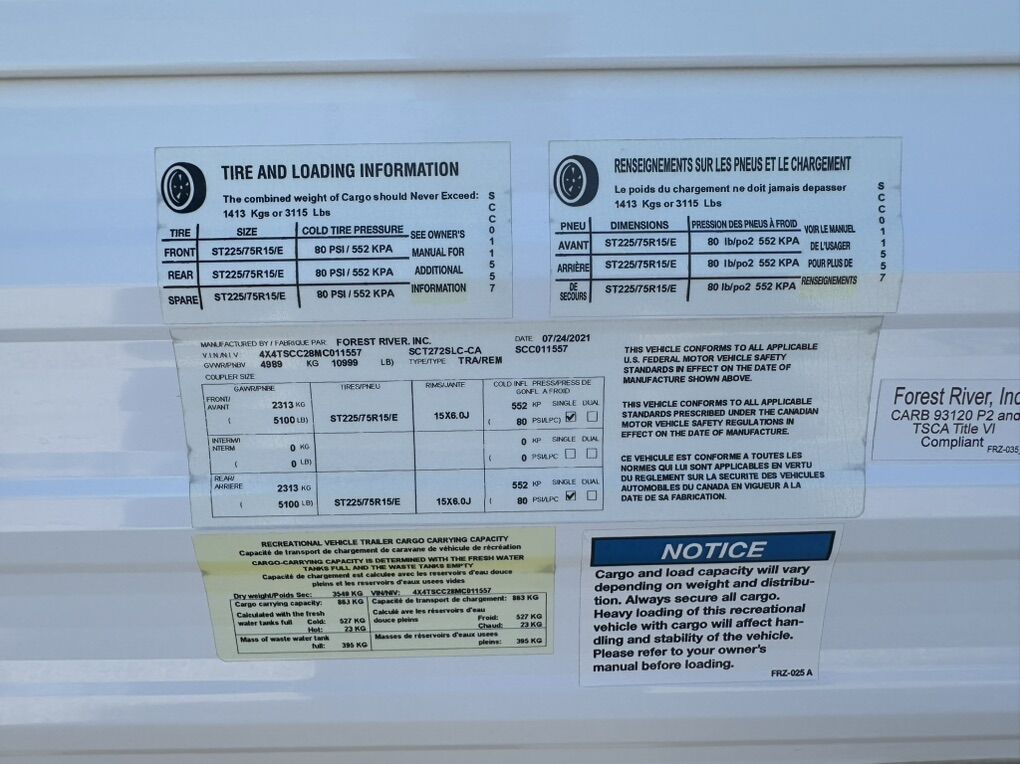 TIRE AND LOADING INFORMATION
The combined weight of Cargo should Never Exceed:
1413 Kgs or 3115 Lbs
TIRE SIZE COLD TIRE PRESSURE SEE OWNER'S MANUAL FOR ADDITIONAL INFORMATION
FRONT ST225/75R15/E 80 PSI / 552 KPA
REAR ST225/75R15/E 80 PSI / 552 KPA
SPARE ST225/75R15/E 80 PSI / 552 KPA
SCC011557
RENSEIGNEMENTS SUR LES PNEUS ET LE CHARGEMENT
Le poids du chargement ne doit jamais depasser
1413 Kgs or 3115 Lbs
PNEU DIMENSIONS PRESSION DES PNEUS À FROID VOIR LE MANUEL DE L'USAGER POUR PLUS DE RENSEIGNEMENTS
AVANT ST225/75R15/E 80 lb/po2 552 KPA
ARRIÈRE ST225/75R15/E 80 lb/po2 552 KPA
DE SECOURS ST225/75R15/E 80 lb/po2 552 KPA
SCC011557
MANUFACTURED BY / FABRIQUE PAR FOREST RIVER, INC. DATE 07/24/2021
V.I.N./N.I.V 4X4TSCC28MC011557 SCT272SLC-CA SCC011557
GVWR/PNBV 4989 KG 10999 LB) TYPE/TYPE TRA/REM
COUPLER SIZE
GAWR/PNBE TIRES/PNEU RIMS/JANTE COLD INFL PRESS/PRESS DE GONFL A FROID
FRONT/ AVANT 2313 KG 552 KP SINGLE DUAL
( 5100 LB) ST225/75R15/E 15X6.0J ( 80 PSI/LPC)
INTERM/ INTERM 0 KG 0 KP SINGLE DUAL
( 0 LB) ( 0 PSI/LPC
REAR/ ARRIERE 2313 KG 552 KP SINGLE DUAL
( 5100 LB) ST225/75R15/E 15X6.0J ( 80 PSI/LPC
THIS VEHICLE CONFORMS TO ALL APPLICABLE
U.S. FEDERAL MOTOR VEHICLE SAFETY
STANDARDS IN EFFECT ON THE DATE OF
MANUFACTURE SHOWN ABOVE.
THIS VEHICLE CONFORMS TO ALL APPLICABLE
STANDARDS PRESCRIBED UNDER THE CANADIAN
MOTOR VEHICLE SAFETY REGULATIONS IN
EFFECT ON THE DATE OF MANUFACTURE.
CE VEHICULE EST CONFORME A TOUTES LES
NORMES QUI LUI SONT APPLICABLES EN VERTU
DU REGLEMENT SUR LA SECURITE DES VEHICULES
AUTOMOBILES DU CANADA EN VIGUEUR A LA
DATE DE SA FABRICATION.
Forest River, Inc
CARB 93120 P2 and
TSCA Title VI
Compliant
FRZ-035
RECREATIONAL VEHICLE TRAILER CARGO CARRYING CAPACITY
Capacité de transport de chargement de caravane de véhicule de récréation
CARGO-CARRYING CAPACITY IS DETERMINED WITH THE FRESH WATER
TANKS FULL AND THE WASTE TANKS EMPTY
Capacité de chargement est calculée avec les reservoirs d'eau douce
pleins et les reservoirs d'eaux usees vides
Dry weight/Poids Sec: 3549 KG VIN/NIV: 4X4TSCC28MC011557
Cargo carrying capacity: 863 KG Capacité de transport de chargement: 863 KG
Calculated with the fresh water tanks full Cold: 527 KG Hot: 23 KG
Calculé ave les réservoirs d'eau douce pleins Froid: 527 KG Chaud: 23 KG
Mass of waste water tank full: 395 KG Masses de réservoirs d'eaux usees pleins: 395 KG
NOTICE
Cargo and load capacity will vary
depending on weight and distribu-
tion. Always secure all cargo.
Heavy loading of this recreational
vehicle with cargo will affect han-
dling and stability of the vehicle.
Please refer to your owner's
manual before loading.
FRZ-025 A